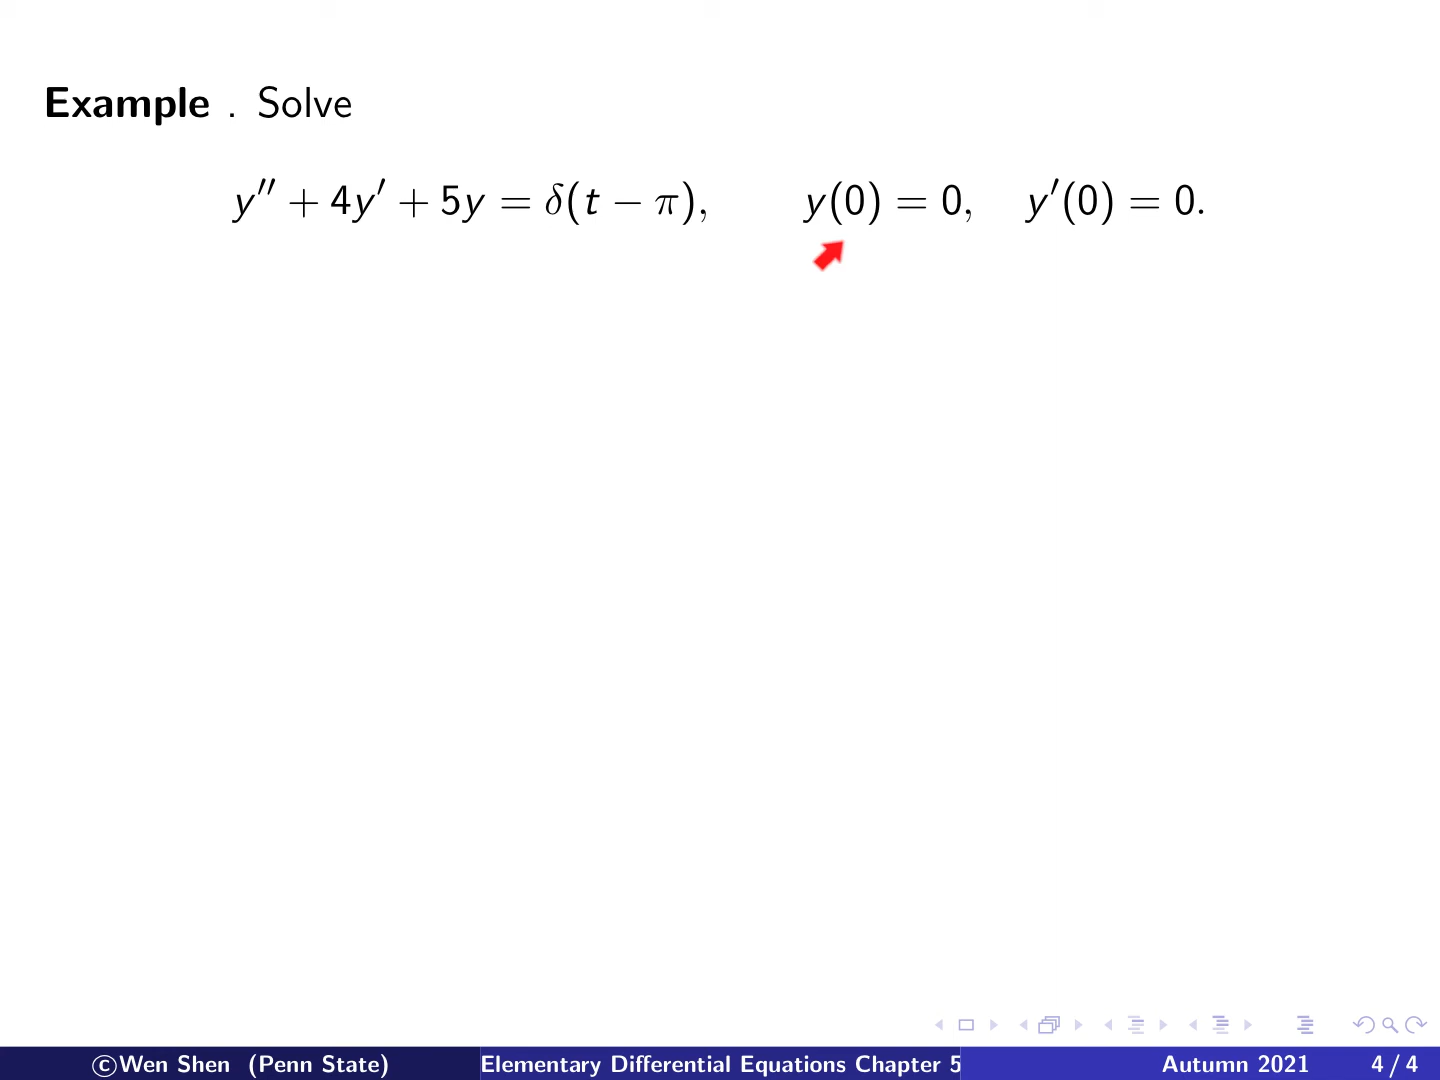 Example . Solve
y′′ + 4y′ + 5y = δ(t − π), y(0) = 0, y′(0) = 0.
©Wen Shen (Penn State) Elementary Differential Equations Chapter 5 Autumn 2021 4 / 4